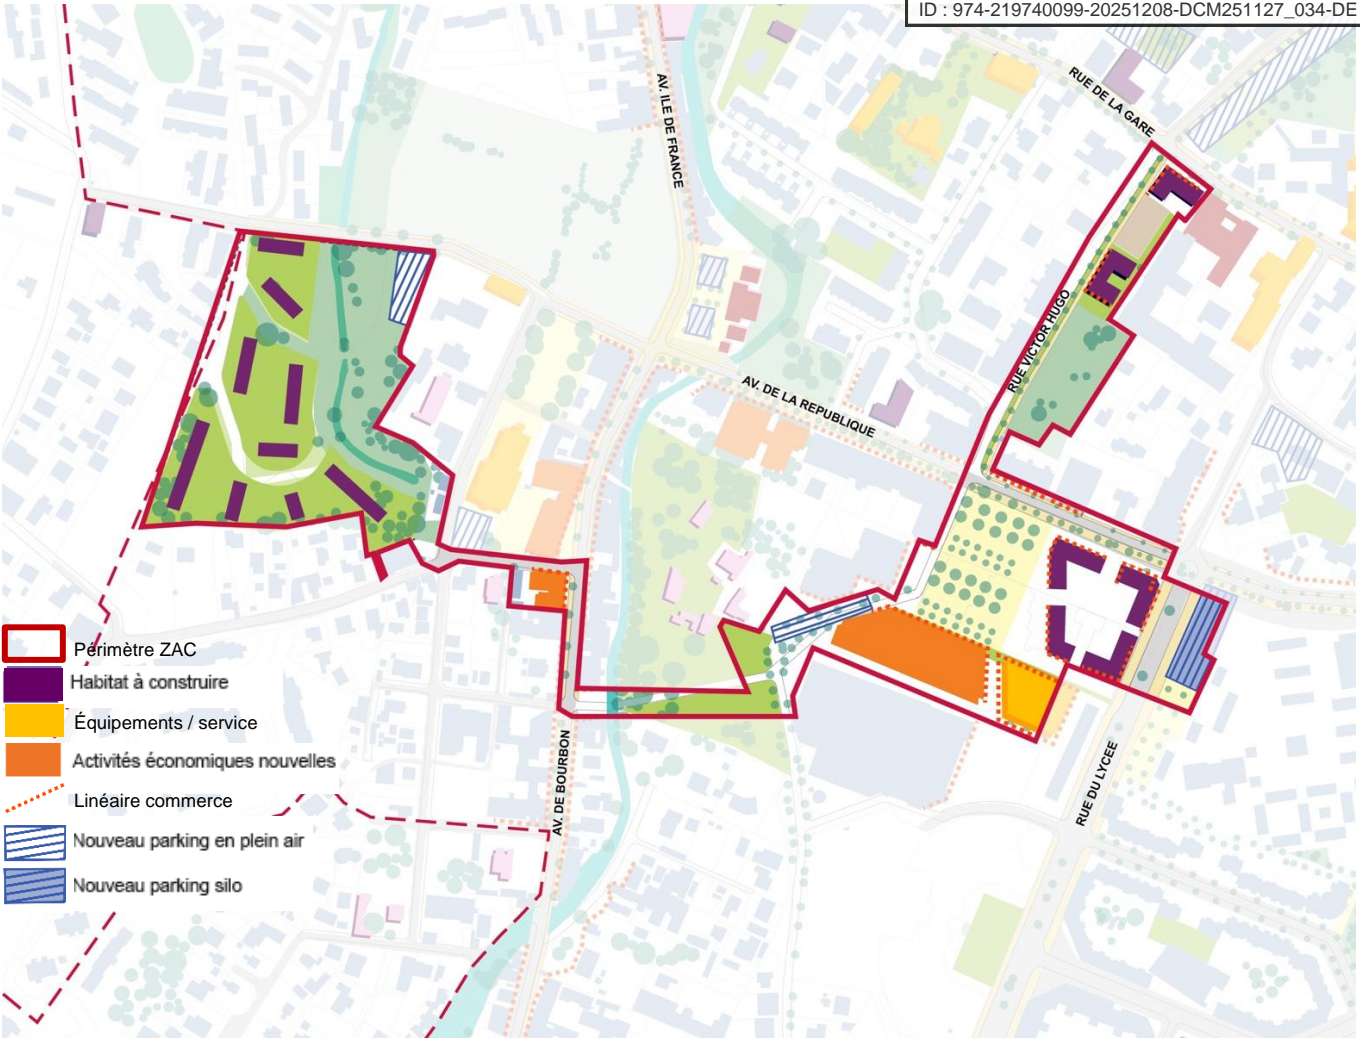 ID : 974-219740099-20251208-DCM251127_034-DE
RUE DE LA GARE
AV. ILE DE FRANCE
RUE VICTOR HUGO
AV. DE LA REPUBLIQUE
Périmètre ZAC
Habitat à construire
Équipements / service
Activités économiques nouvelles
Linéaire commerce
Nouveau parking en plein air
Nouveau parking silo
AV. DE BOURBON
RUE DU LYCEE